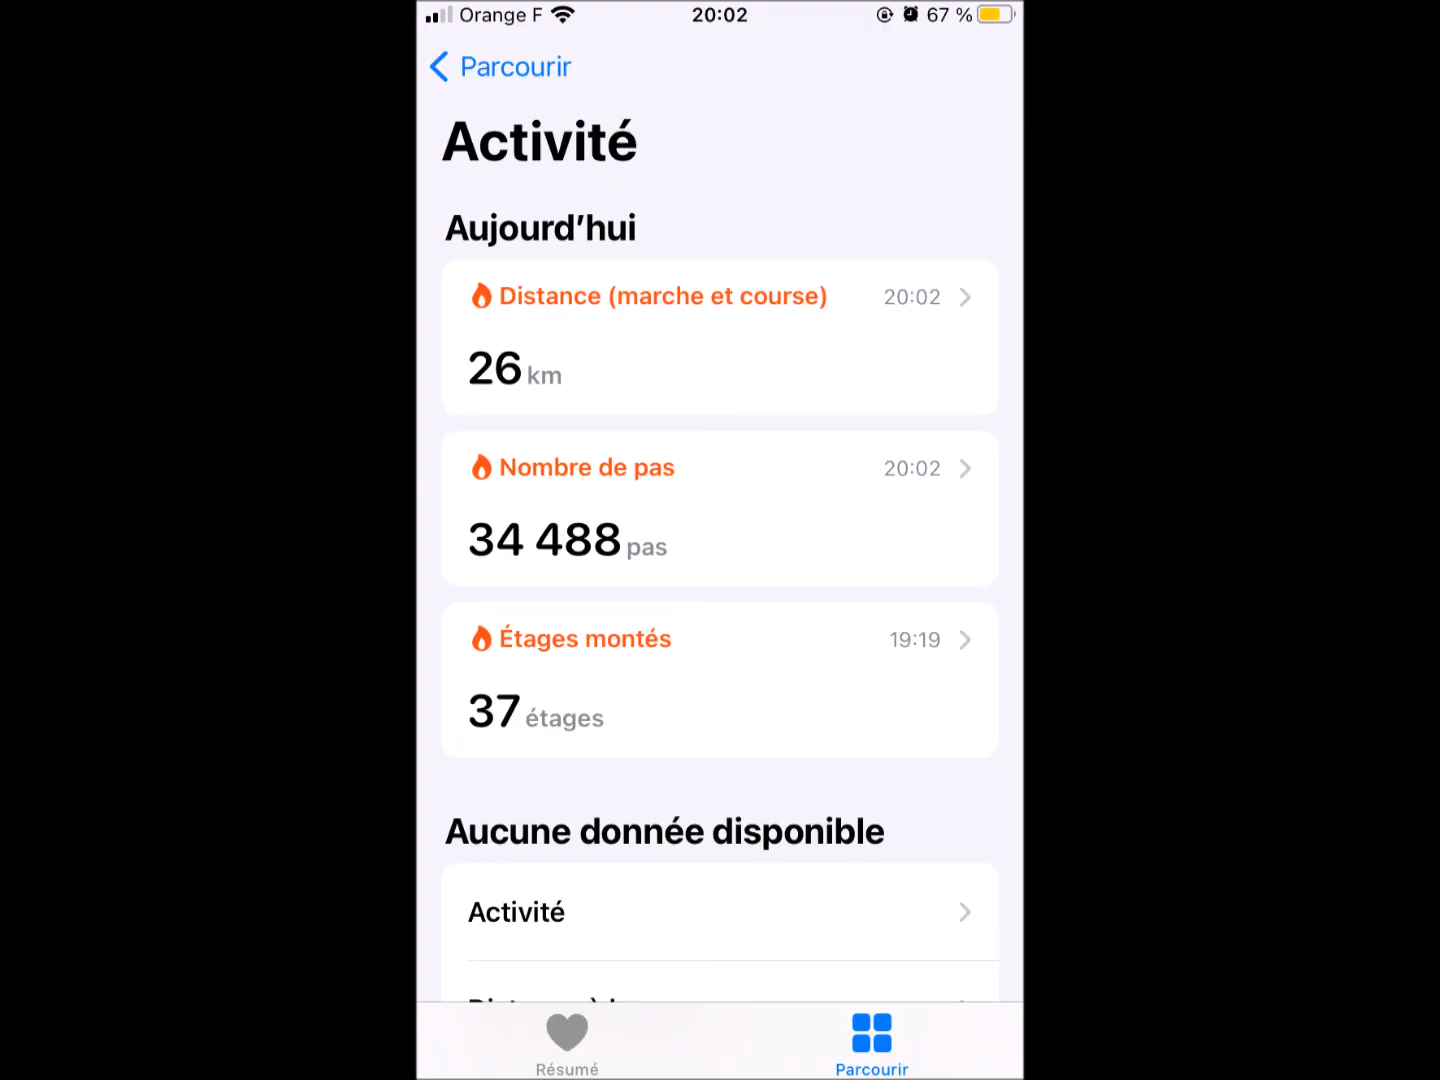 Orange F 20:02 67 %
Parcourir
Activité
Aujourd’hui
Distance (marche et course) 20:02
26 km
Nombre de pas 20:02
34 488 pas
Étages montés 19:19
37 étages
Aucune donnée disponible
Activité
Résumé Parcourir